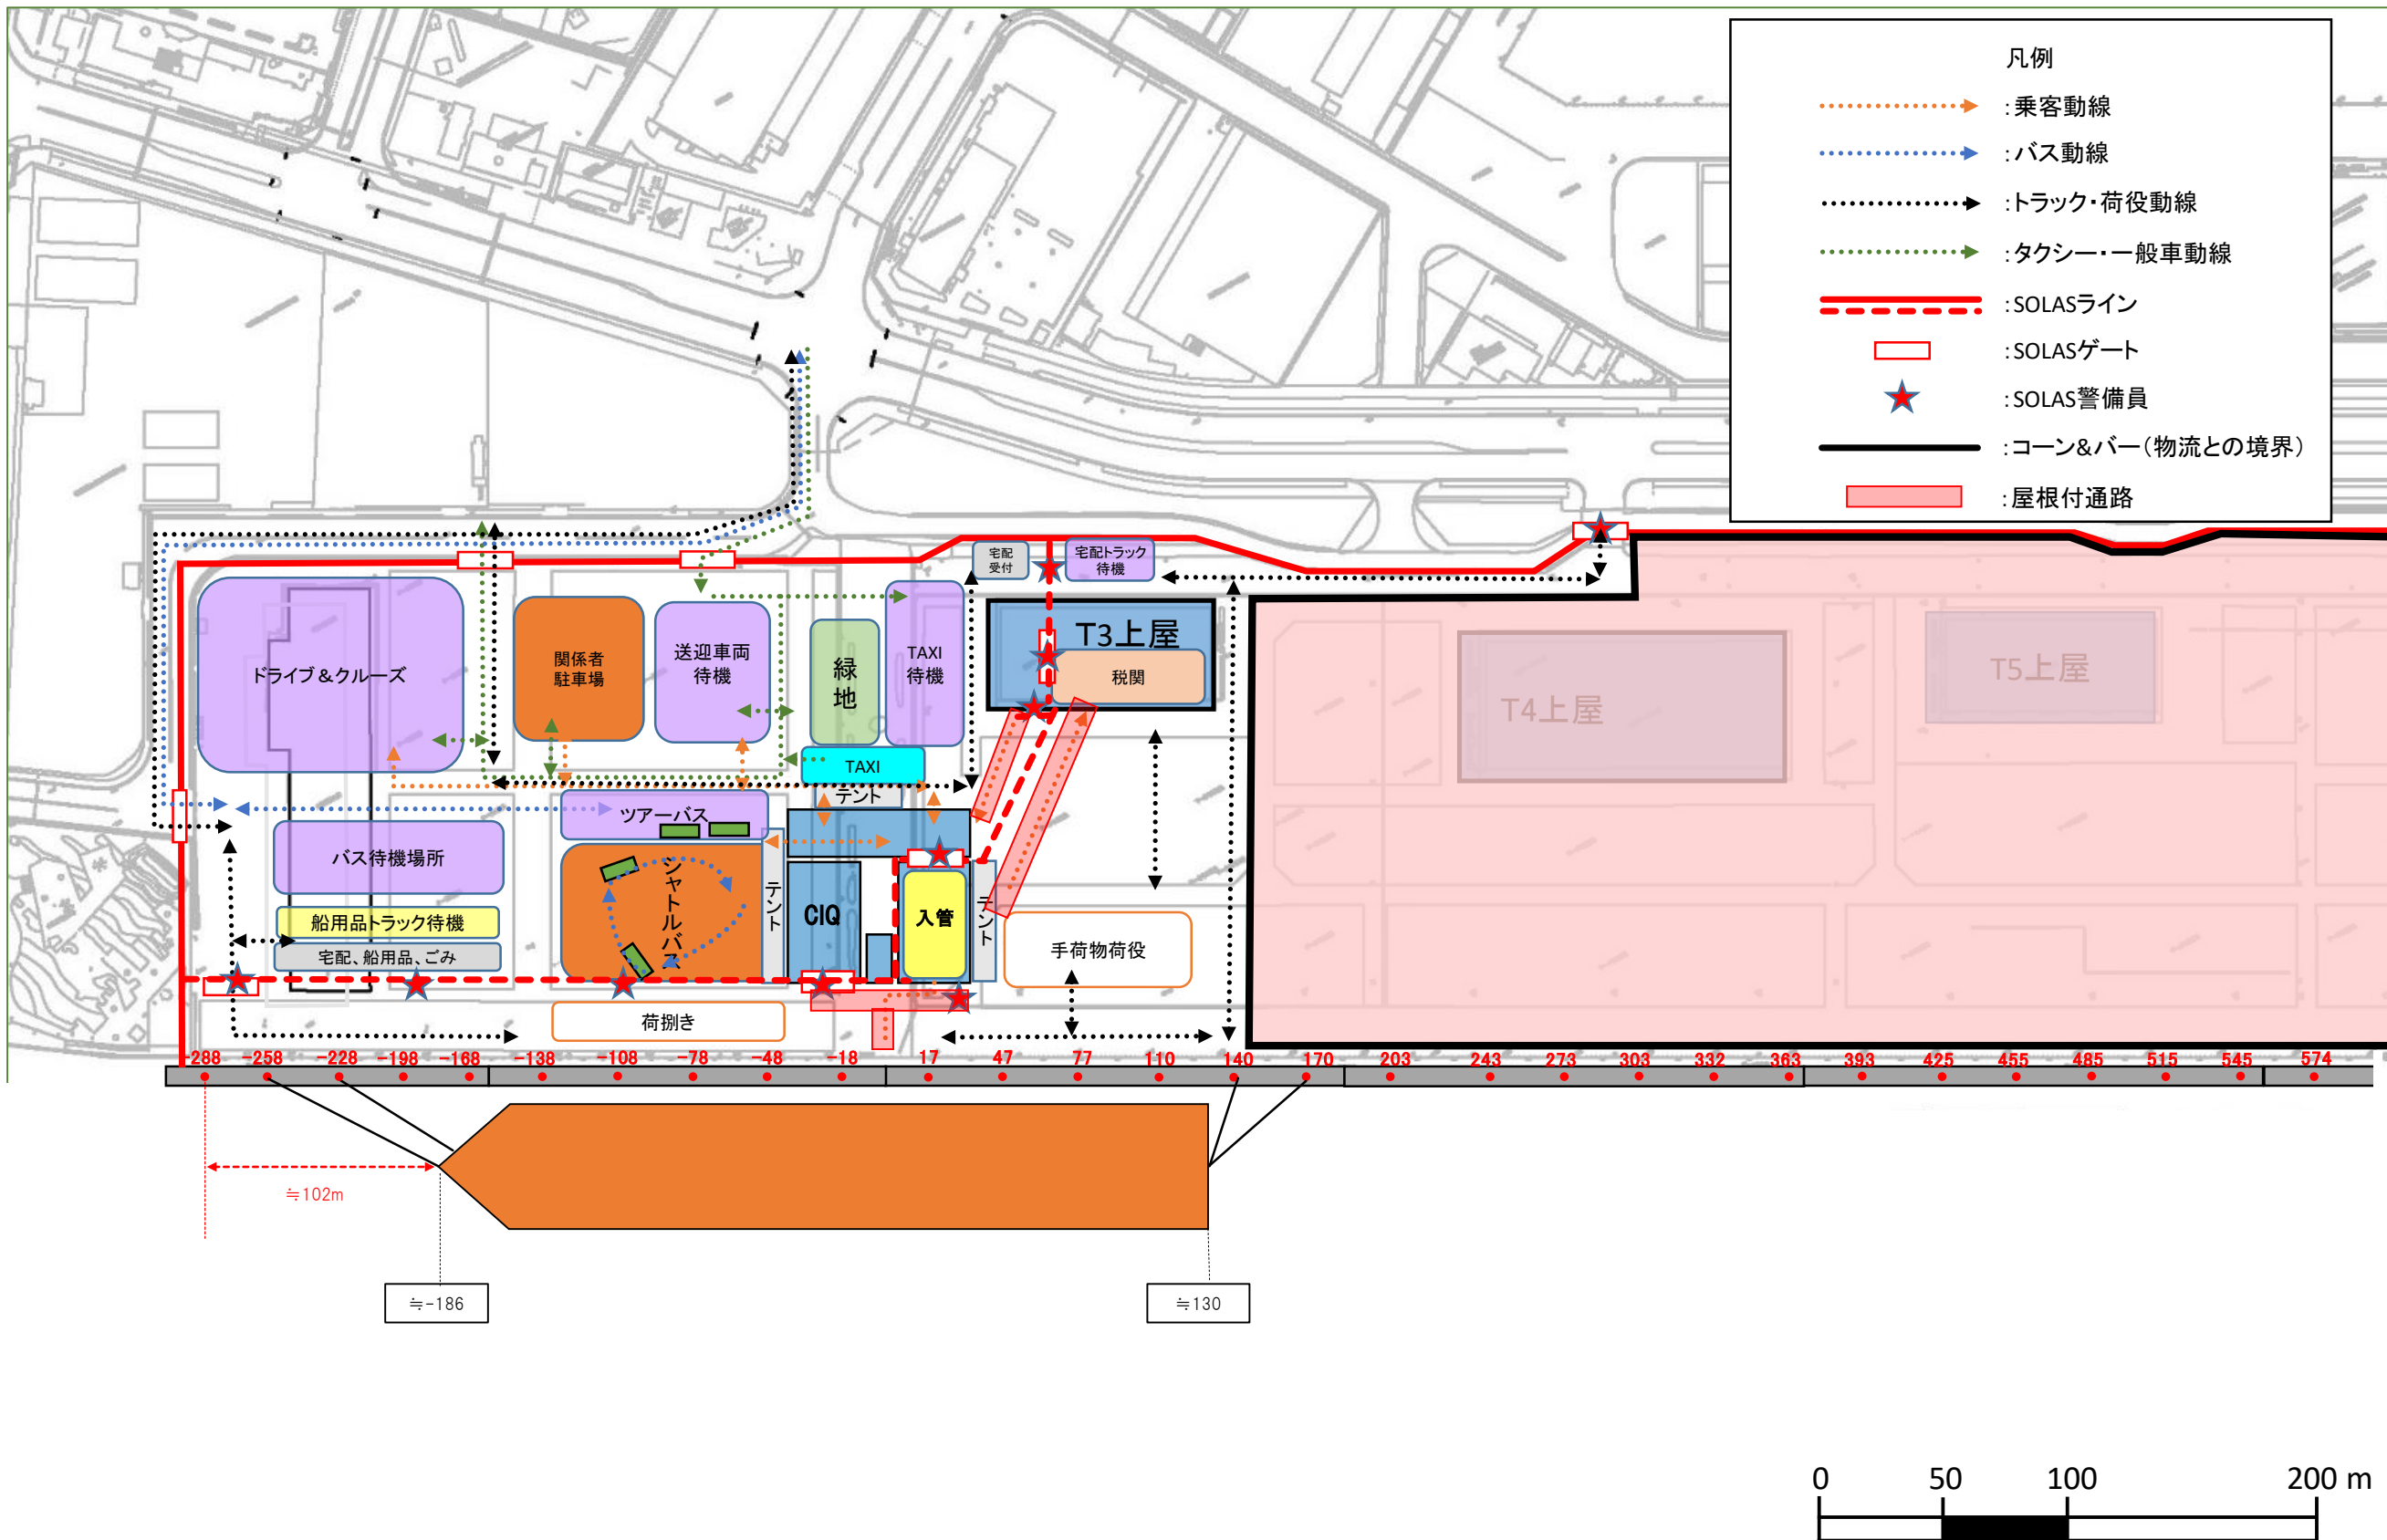 凡例
：乗客動線
：バス動線
：トラック・荷役動線
：タクシー・一般車動線
：SOLASライン
：SOLASゲート
：SOLAS警備員
：コーン&バー（物流との境界）
：屋根付通路
宅配
受付
宅配トラック
待機
T3上屋
税関
ドライブ＆クルーズ
関係者
駐車場
送迎車両
待機
緑地
TAXI
待機
T4上屋
T5上屋
TAXI
テント
ツアーバス
バス待機場所
シャトルバス
テント
CIQ
入管
テント
手荷物荷役
船用品トラック待機
宅配、船用品、ごみ
荷捌き
-288 -258 -228 -198 -168 -138 -108 -78 -48 -18 17 47 77 110 140 170 203 243 273 303 332 363 393 425 455 485 515 545 574
≒102m
≒-186
≒130
0 50 100 200 m